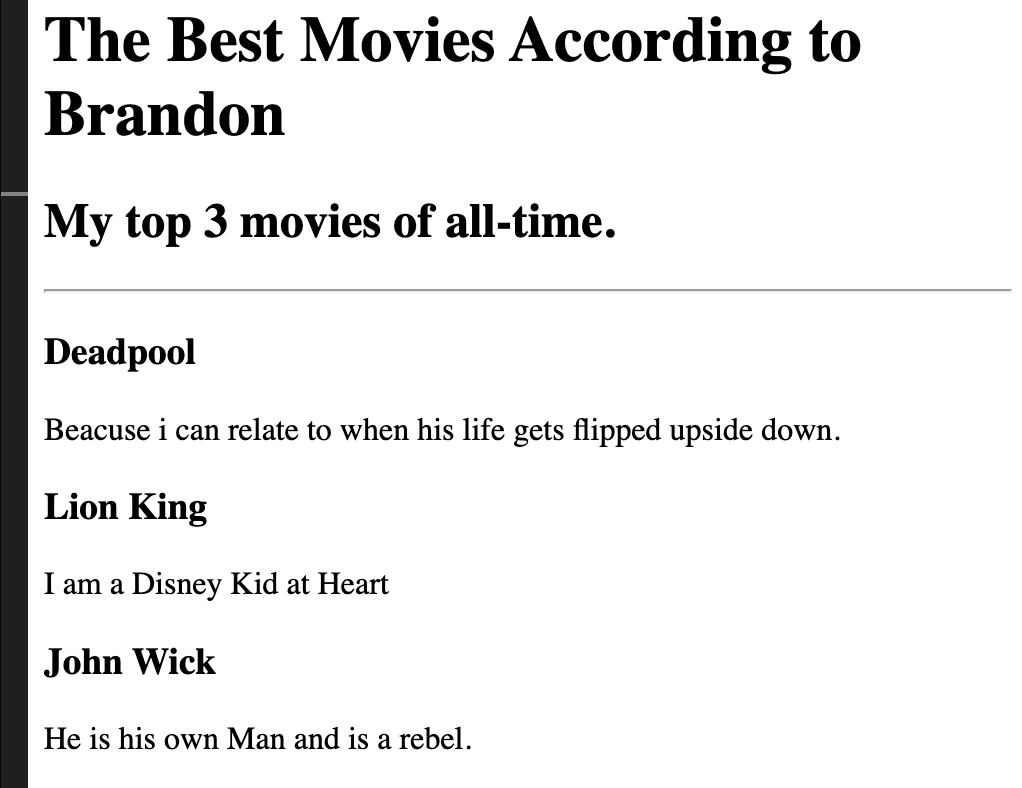 The Best Movies According to
Brandon
My top 3 movies of all-time.
Deadpool
Beacuse i can relate to when his life gets flipped upside down.
Lion King
I am a Disney Kid at Heart
John Wick
He is his own Man and is a rebel.